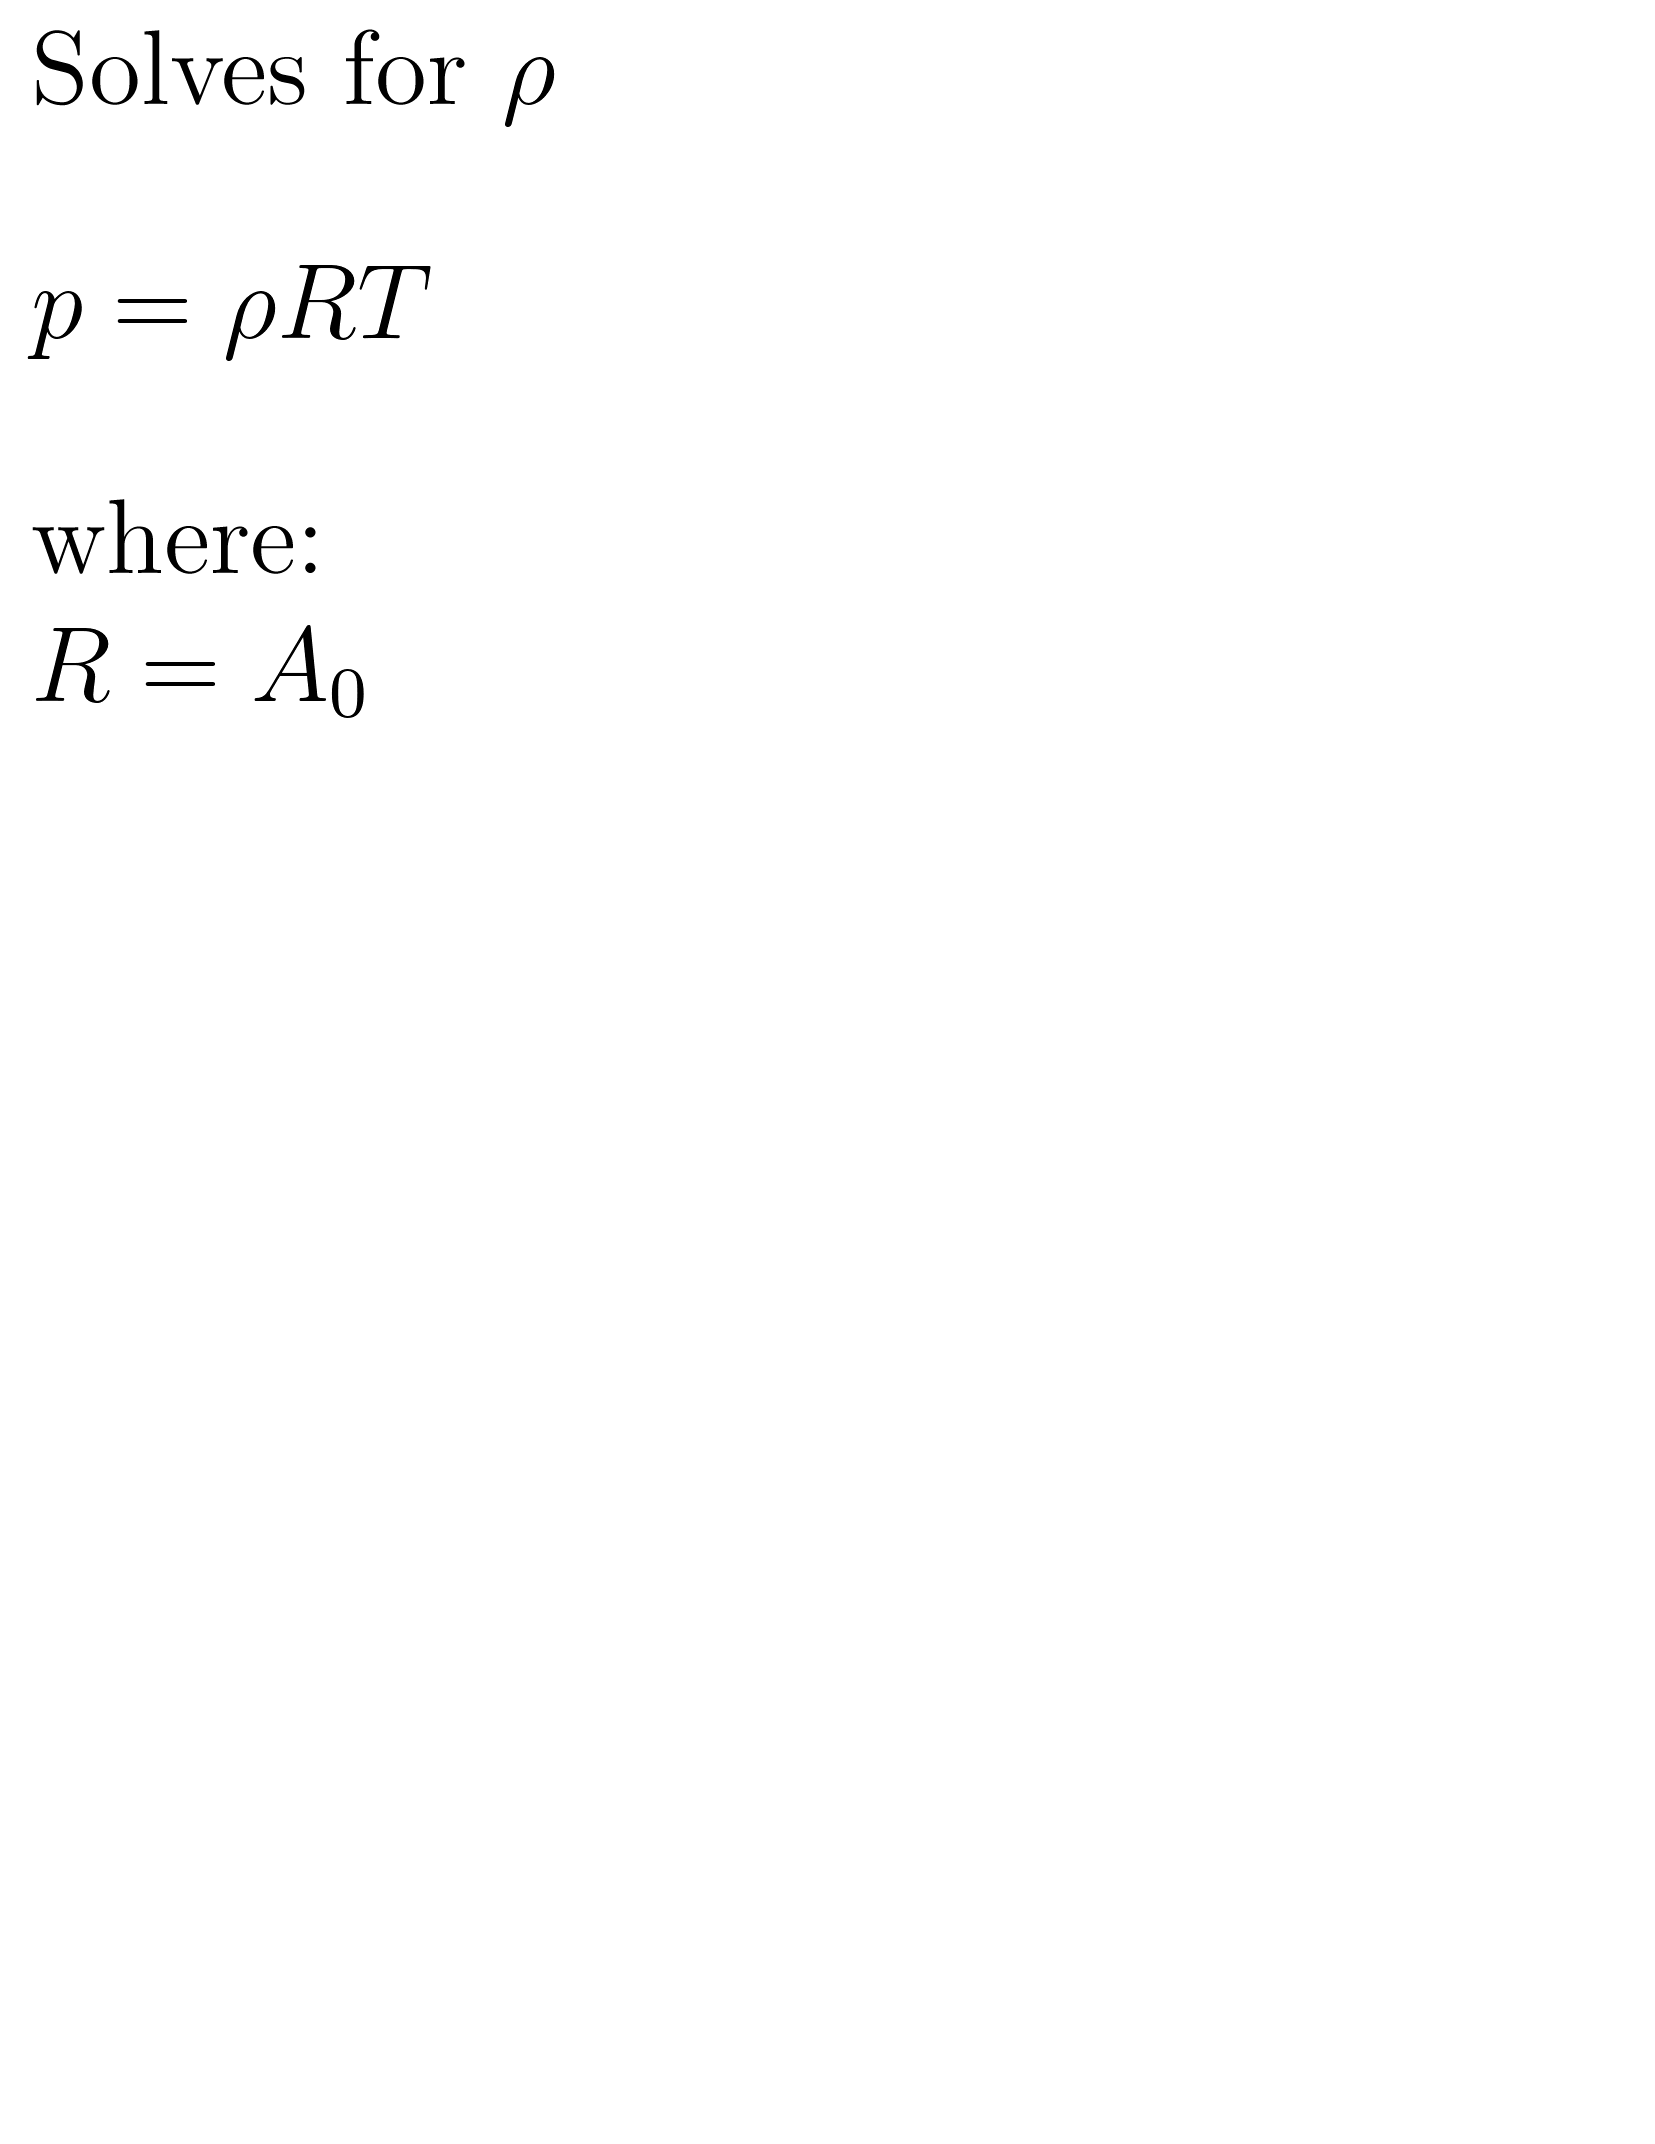 Solves for ρ
p = ρRT
where:
R = A₀